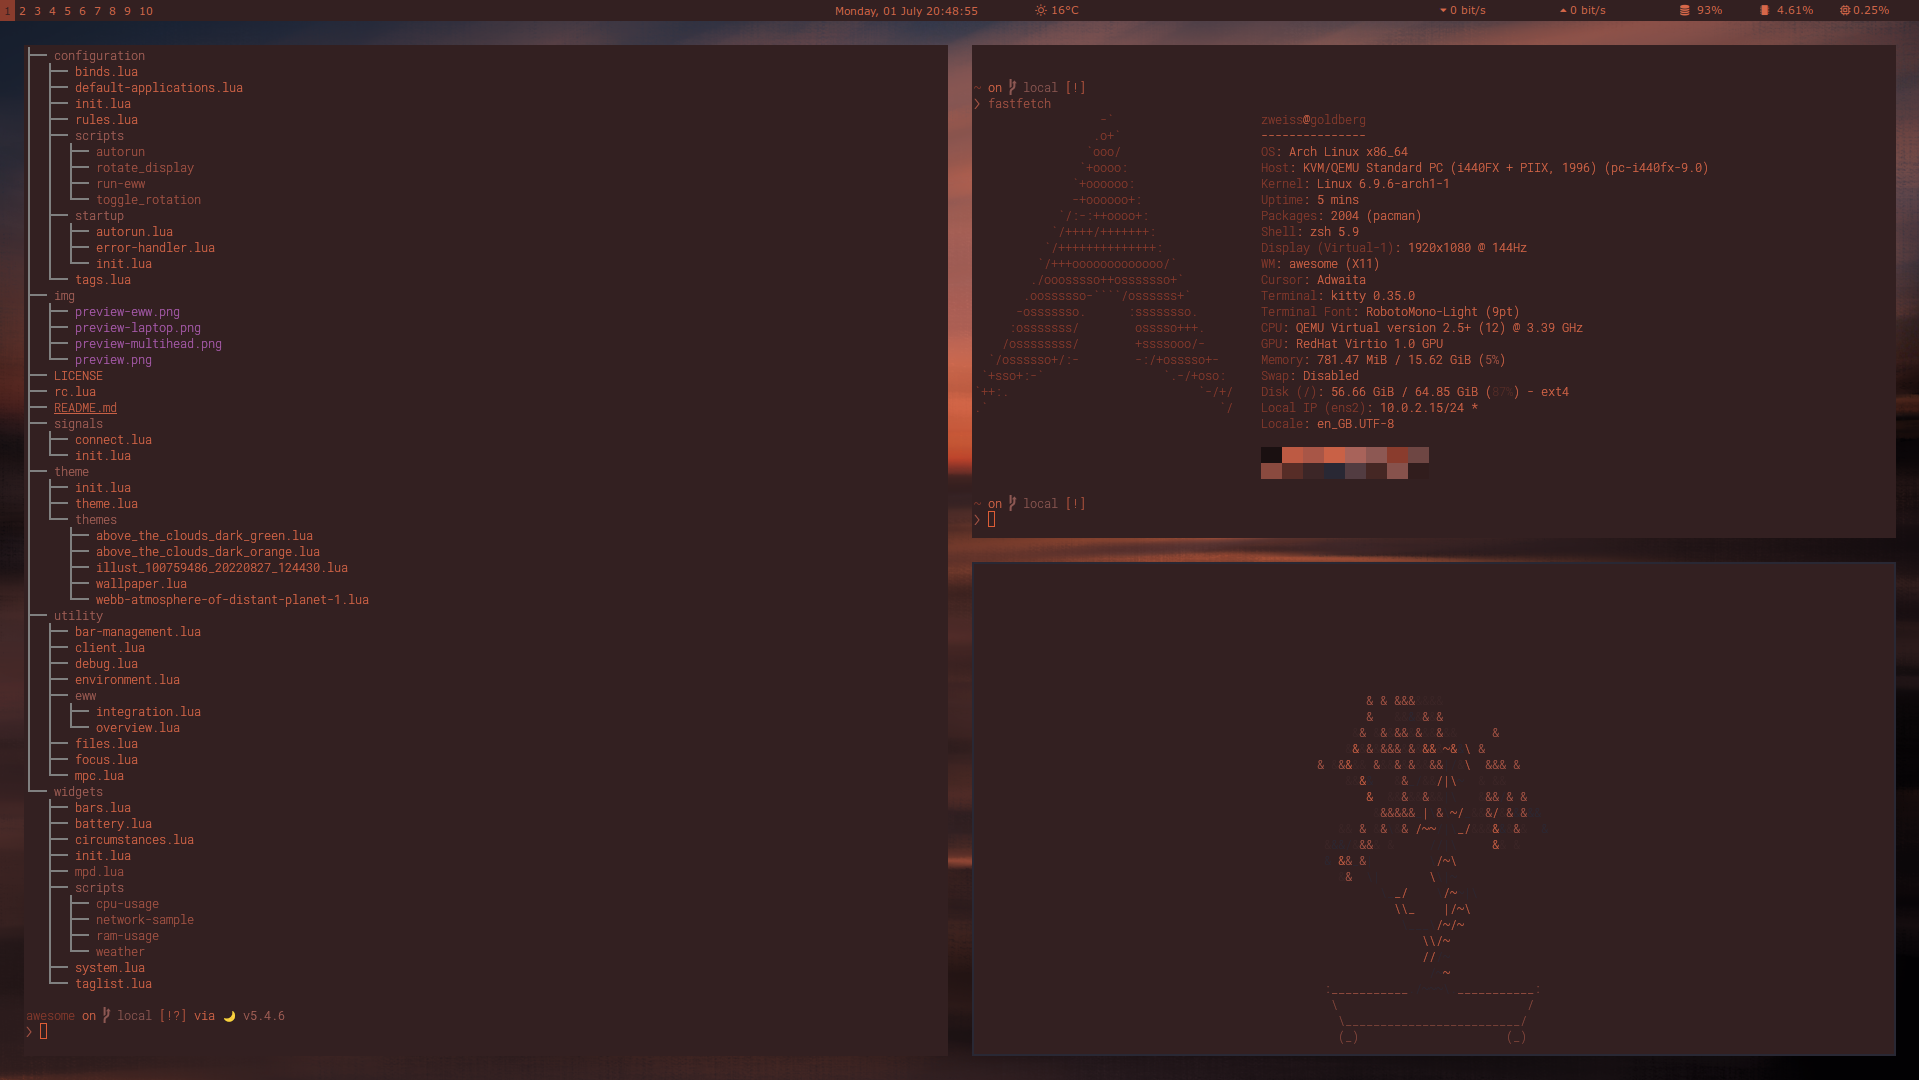 1 2 3 4 5 6 7 8 9 10
Monday, 01 July 20:48:55
16°C
0 bit/s
0 bit/s
93%
4.61%
0.25%
├── configuration
│   ├── binds.lua
│   ├── default-applications.lua
│   ├── init.lua
│   ├── rules.lua
│   ├── scripts
│   │   ├── autorun
│   │   ├── rotate_display
│   │   ├── run-eww
│   │   └── toggle_rotation
│   ├── startup
│   │   ├── autorun.lua
│   │   ├── error-handler.lua
│   │   └── init.lua
│   └── tags.lua
├── img
│   ├── preview-eww.png
│   ├── preview-laptop.png
│   ├── preview-multihead.png
│   └── preview.png
├── LICENSE
├── rc.lua
├── README.md
├── signals
│   ├── connect.lua
│   └── init.lua
├── theme
│   ├── init.lua
│   ├── theme.lua
│   └── themes
│       ├── above_the_clouds_dark_green.lua
│       ├── above_the_clouds_dark_orange.lua
│       ├── illust_100759486_20220827_124430.lua
│       ├── wallpaper.lua
│       └── webb-atmosphere-of-distant-planet-1.lua
├── utility
│   ├── bar-management.lua
│   ├── client.lua
│   ├── debug.lua
│   ├── environment.lua
│   ├── eww
│   │   ├── integration.lua
│   │   └── overview.lua
│   ├── files.lua
│   ├── focus.lua
│   └── mpc.lua
└── widgets
    ├── bars.lua
    ├── battery.lua
    ├── circumstances.lua
    ├── init.lua
    ├── mpd.lua
    ├── scripts
    │   ├── cpu-usage
    │   ├── network-sample
    │   ├── ram-usage
    │   └── weather
    ├── system.lua
    └── taglist.lua
awesome on local [!?] via 🌙 v5.4.6
❯
~ on local [!]
❯ fastfetch
zweiss@goldberg
---------------
OS: Arch Linux x86_64
Host: KVM/QEMU Standard PC (i440FX + PIIX, 1996) (pc-i440fx-9.0)
Kernel: Linux 6.9.6-arch1-1
Uptime: 5 mins
Packages: 2004 (pacman)
Shell: zsh 5.9
Display (Virtual-1): 1920x1080 @ 144Hz
WM: awesome (X11)
Cursor: Adwaita
Terminal: kitty 0.35.0
Terminal Font: RobotoMono-Light (9pt)
CPU: QEMU Virtual version 2.5+ (12) @ 3.39 GHz
GPU: RedHat Virtio 1.0 GPU
Memory: 781.47 MiB / 15.62 GiB (5%)
Swap: Disabled
Disk (/): 56.66 GiB / 64.85 GiB (87%) - ext4
Local IP (ens2): 10.0.2.15/24 *
Locale: en_GB.UTF-8
~ on local [!]
❯